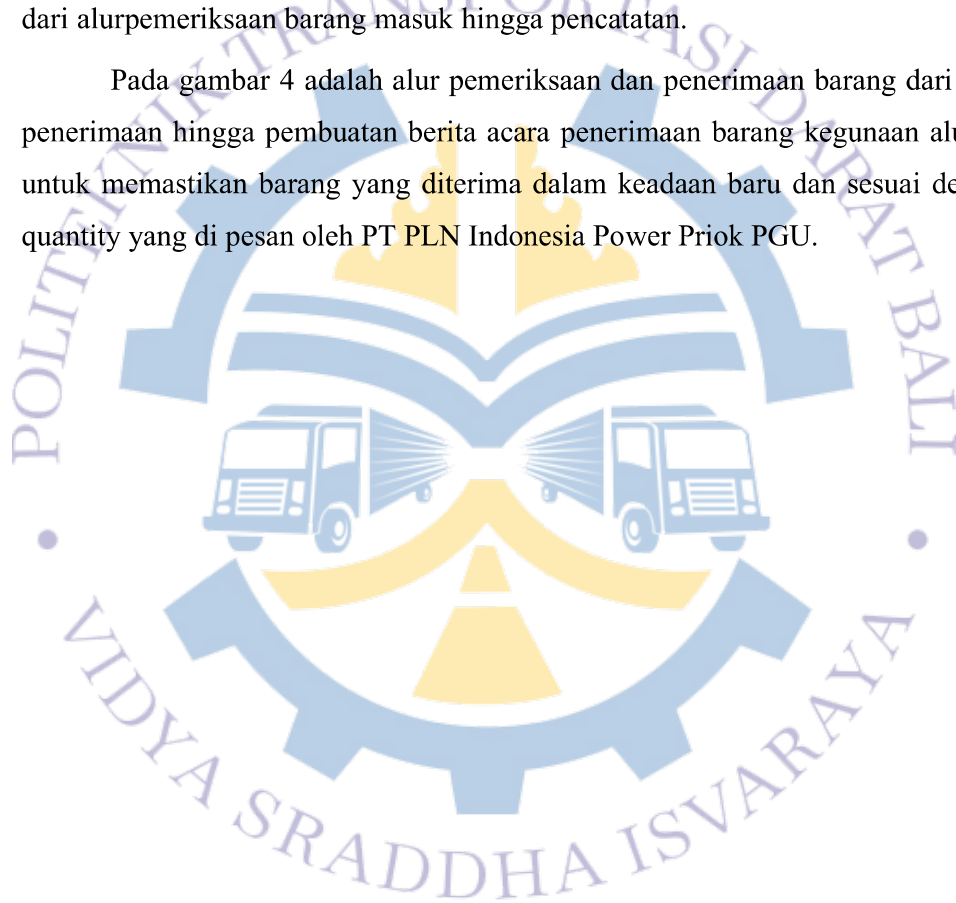 dari alurpemeriksaan barang masuk hingga pencatatan.
Pada gambar 4 adalah alur pemeriksaan dan penerimaan barang dari
penerimaan hingga pembuatan berita acara penerimaan barang kegunaan alu
untuk memastikan barang yang diterima dalam keadaan baru dan sesuai de
quantity yang di pesan oleh PT PLN Indonesia Power Priok PGU.
POLITEKNIK TRANSPORTASI DARAT BALI
VIDYA SRADDHA ISVARAYA